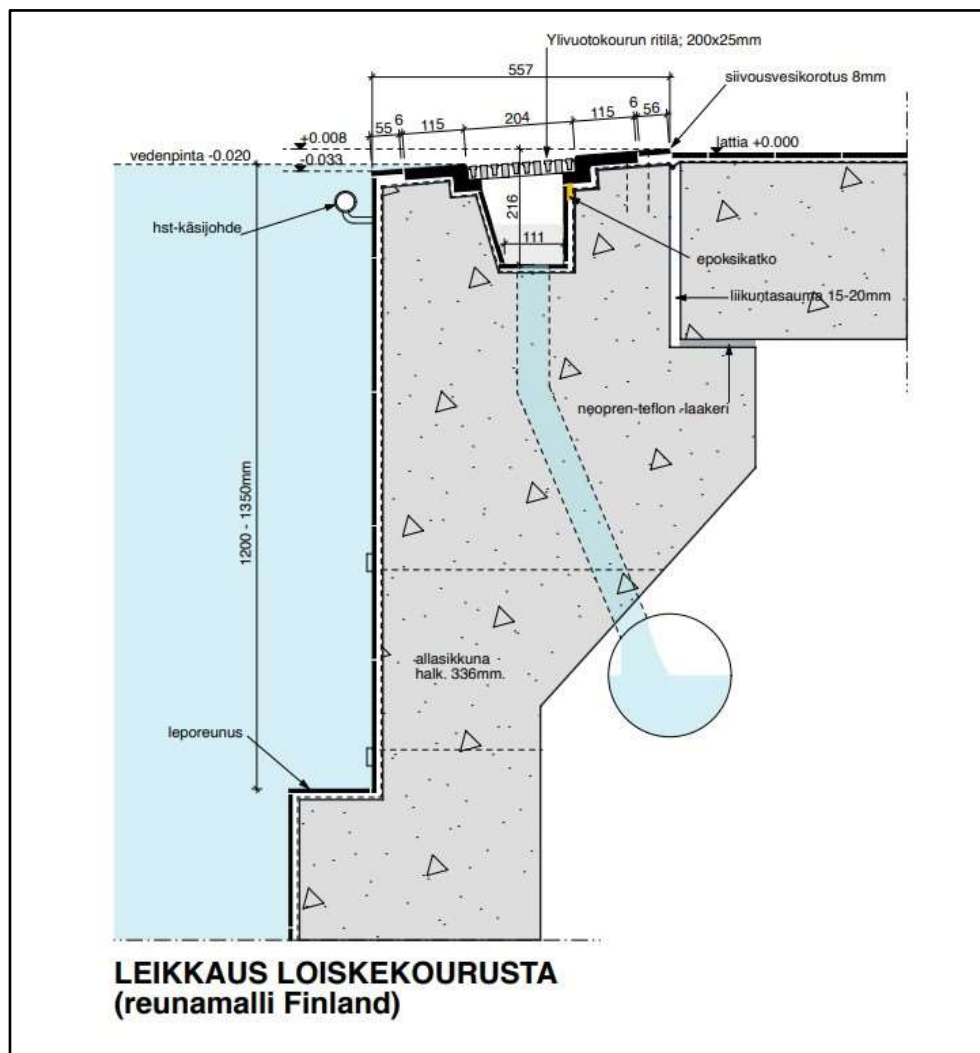 Ylivuotokourun ritilä; 200x25mm
557
siivousvesikorotus 8mm
55
6
115
204
115
6
56
+0.008
lattia +0.000
vedenpinta -0.020
-0.033
hst-käsijohde
216
111
epoksikatko
liikuntasauma 15-20mm
neopren-teflon -laakeri
1200 - 1350mm
allasikkuna
halk. 336mm.
leporeunus
LEIKKAUS LOISKEKOURUSTA
(reunamalli Finland)